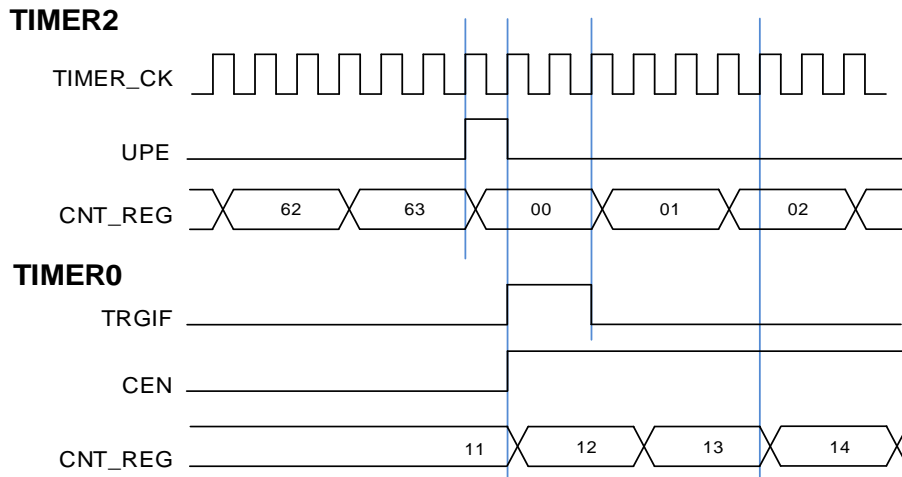 TIMER2
TIMER_CK
UPE
CNT_REG 62 63 00 01 02
TIMER0
TRGIF
CEN
CNT_REG 11 12 13 14